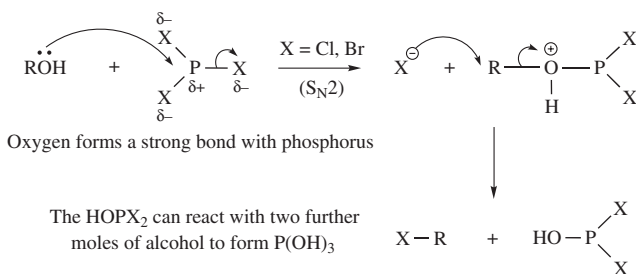 δ– δ–
X X = Cl, Br X⊖ ⊕ X
R̈OH + P—X + R—O—P
δ+ δ– (SN2) X
X H
δ–
Oxygen forms a strong bond with phosphorus
The HOPX₂ can react with two further
moles of alcohol to form P(OH)₃
X
X—R + HO—P
X